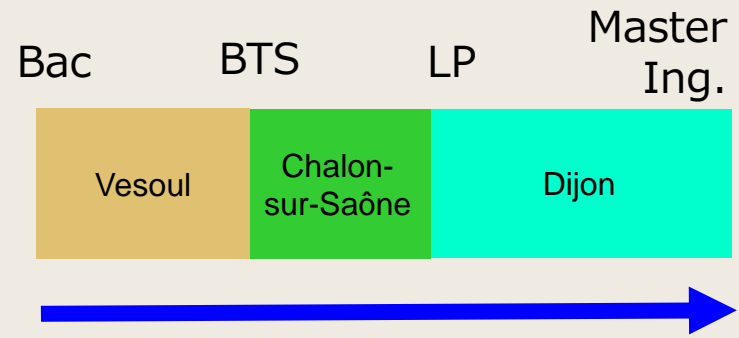 Bac
BTS
LP
Master
Ing.
Vesoul
Chalon-
sur-Saône
Dijon